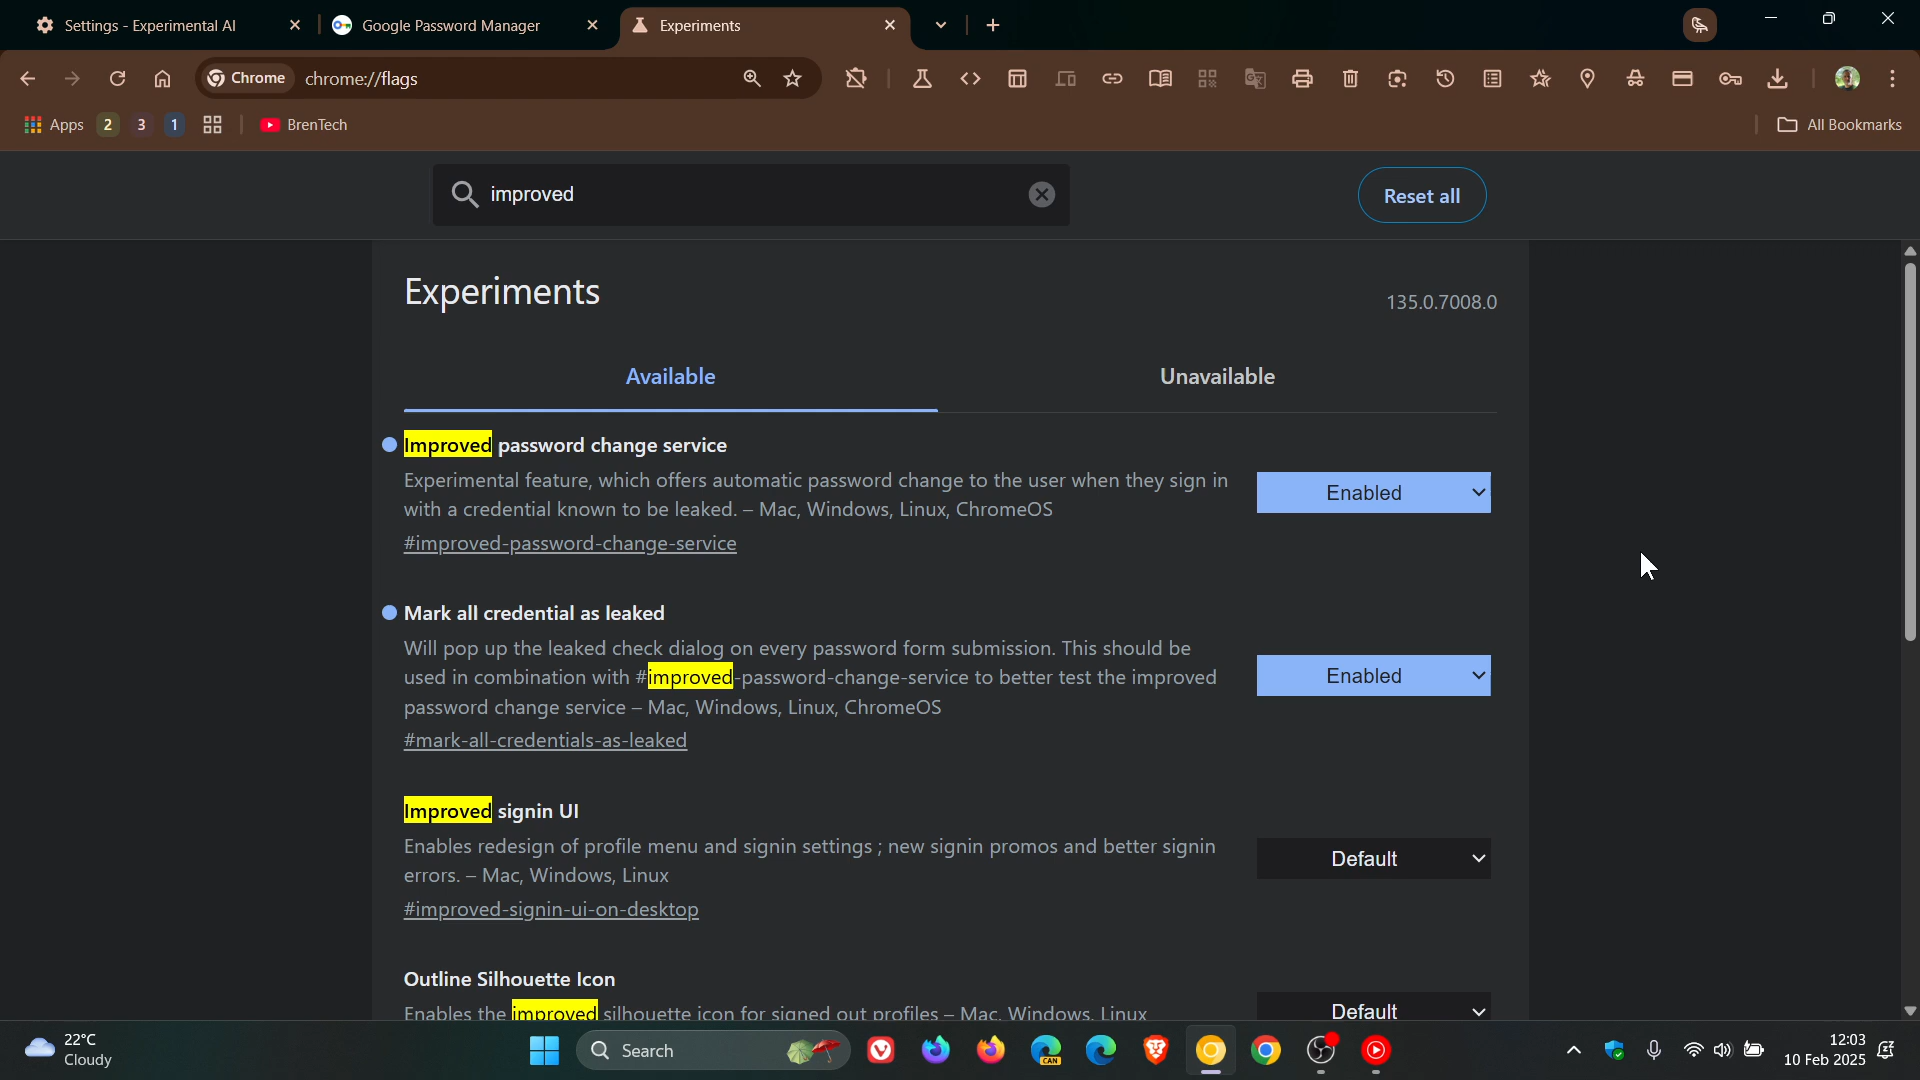 Settings - Experimental AI
Google Password Manager
Experiments
Chrome
chrome://flags
Apps
2
3
1
BrenTech
All Bookmarks
improved
Reset all
Experiments
135.0.7008.0
Available
Unavailable
Improved password change service
Experimental feature, which offers automatic password change to the user when they sign in
with a credential known to be leaked. – Mac, Windows, Linux, ChromeOS
#improved-password-change-service
Enabled
Mark all credential as leaked
Will pop up the leaked check dialog on every password form submission. This should be
used in combination with #improved-password-change-service to better test the improved
password change service – Mac, Windows, Linux, ChromeOS
#mark-all-credentials-as-leaked
Enabled
Improved signin UI
Enables redesign of profile menu and signin settings ; new signin promos and better signin
errors. – Mac, Windows, Linux
#improved-signin-ui-on-desktop
Default
Outline Silhouette Icon
Enables the improved silhouette icon for signed out profiles – Mac, Windows, Linux
Default
22°C
Cloudy
Search
CAN
12:03
10 Feb 2025